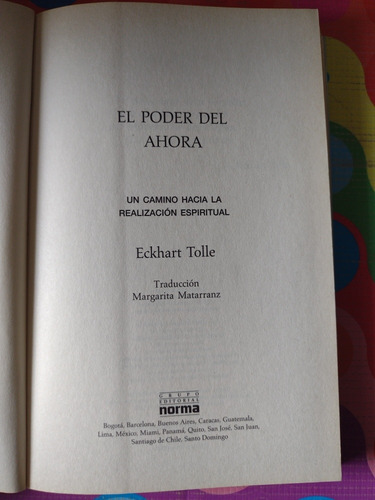 EL PODER DEL
AHORA
UN CAMINO HACIA LA
REALIZACIÓN ESPIRITUAL
Eckhart Tolle
Traducción
Margarita Matarranz
GRUPO
EDITORIAL
norma
Bogotá, Barcelona, Buenos Aires, Caracas, Guatemala,
Lima, México, Miami, Panamá, Quito, San José, San Juan,
Santiago de Chile, Santo Domingo